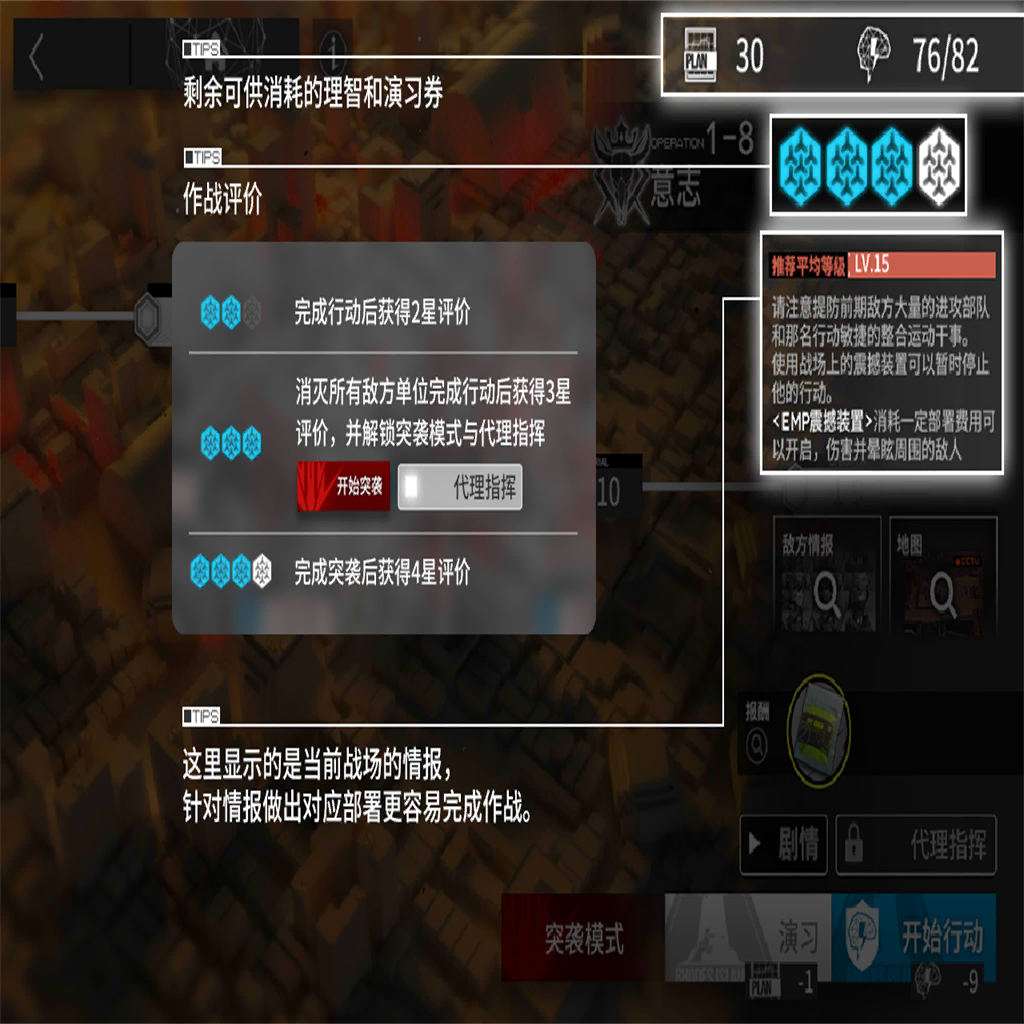 TIPS
剩余可供消耗的理智和演习券
PLAN
30
76/82
TIPS
作战评价
OPERATION 1-8
意志
推荐平均等级 LV.15
请注意提防前期敌方大量的进攻部队
和那名行动敏捷的整合运动干事。
使用战场上的震撼装置可以暂时停止
他的行动。
<EMP震撼装置>消耗一定部署费用可
以开启，伤害并晕眩周围的敌人
完成行动后获得2星评价
消灭所有敌方单位完成行动后获得3星
评价，并解锁突袭模式与代理指挥
开始突袭
代理指挥
完成突袭后获得4星评价
10
敌方情报
地图
CCTV
TIPS
这里显示的是当前战场的情报，
针对情报做出对应部署更容易完成作战。
报酬
剧情
代理指挥
突袭模式
演习
PLAN
-1
开始行动
-9